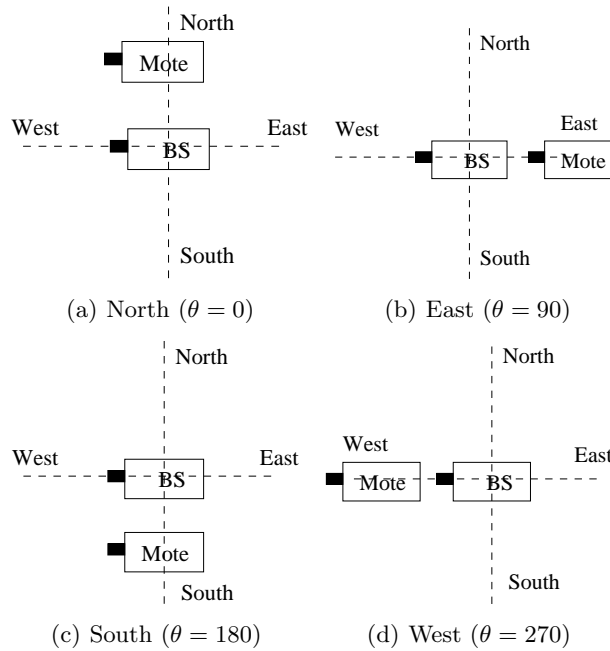 North
Mote
West
East
BS
South
(a) North (θ = 0)
North
West
East
BS
Mote
South
(b) East (θ = 90)
North
West
East
BS
Mote
South
(c) South (θ = 180)
North
West
East
Mote
BS
South
(d) West (θ = 270)